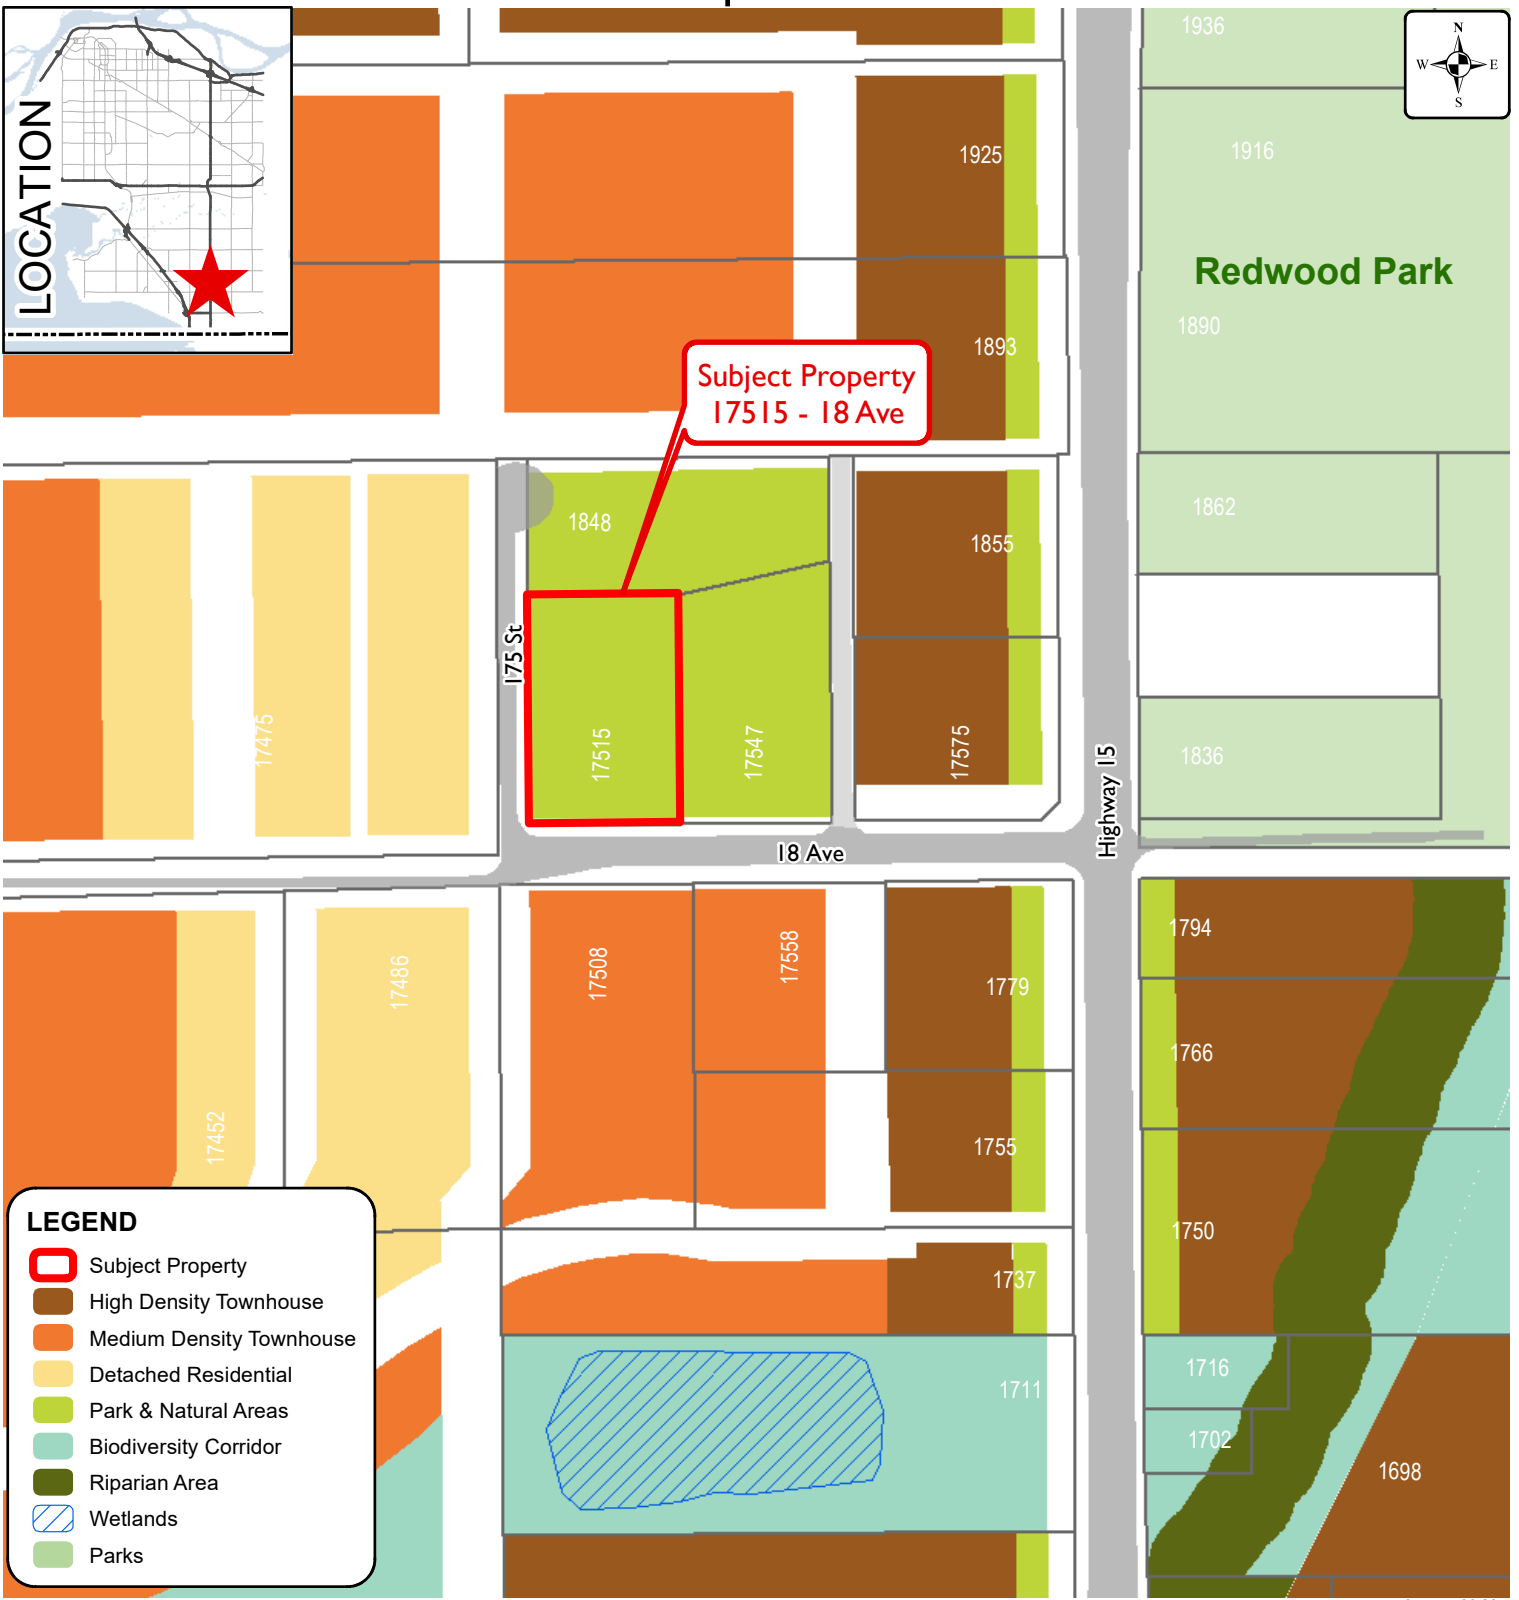 LOCATION
N
W
E
S
1936
1916
1925
Redwood Park
1890
1893
Subject Property
17515 - 18 Ave
1862
1848
1855
175 St
17475
17515
17547
17575
1836
Highway 15
18 Ave
1794
17508
17558
17486
1779
1766
17452
1755
1750
1737
1716
1711
1702
1698
LEGEND
Subject Property
High Density Townhouse
Medium Density Townhouse
Detached Residential
Park & Natural Areas
Biodiversity Corridor
Riparian Area
Wetlands
Parks